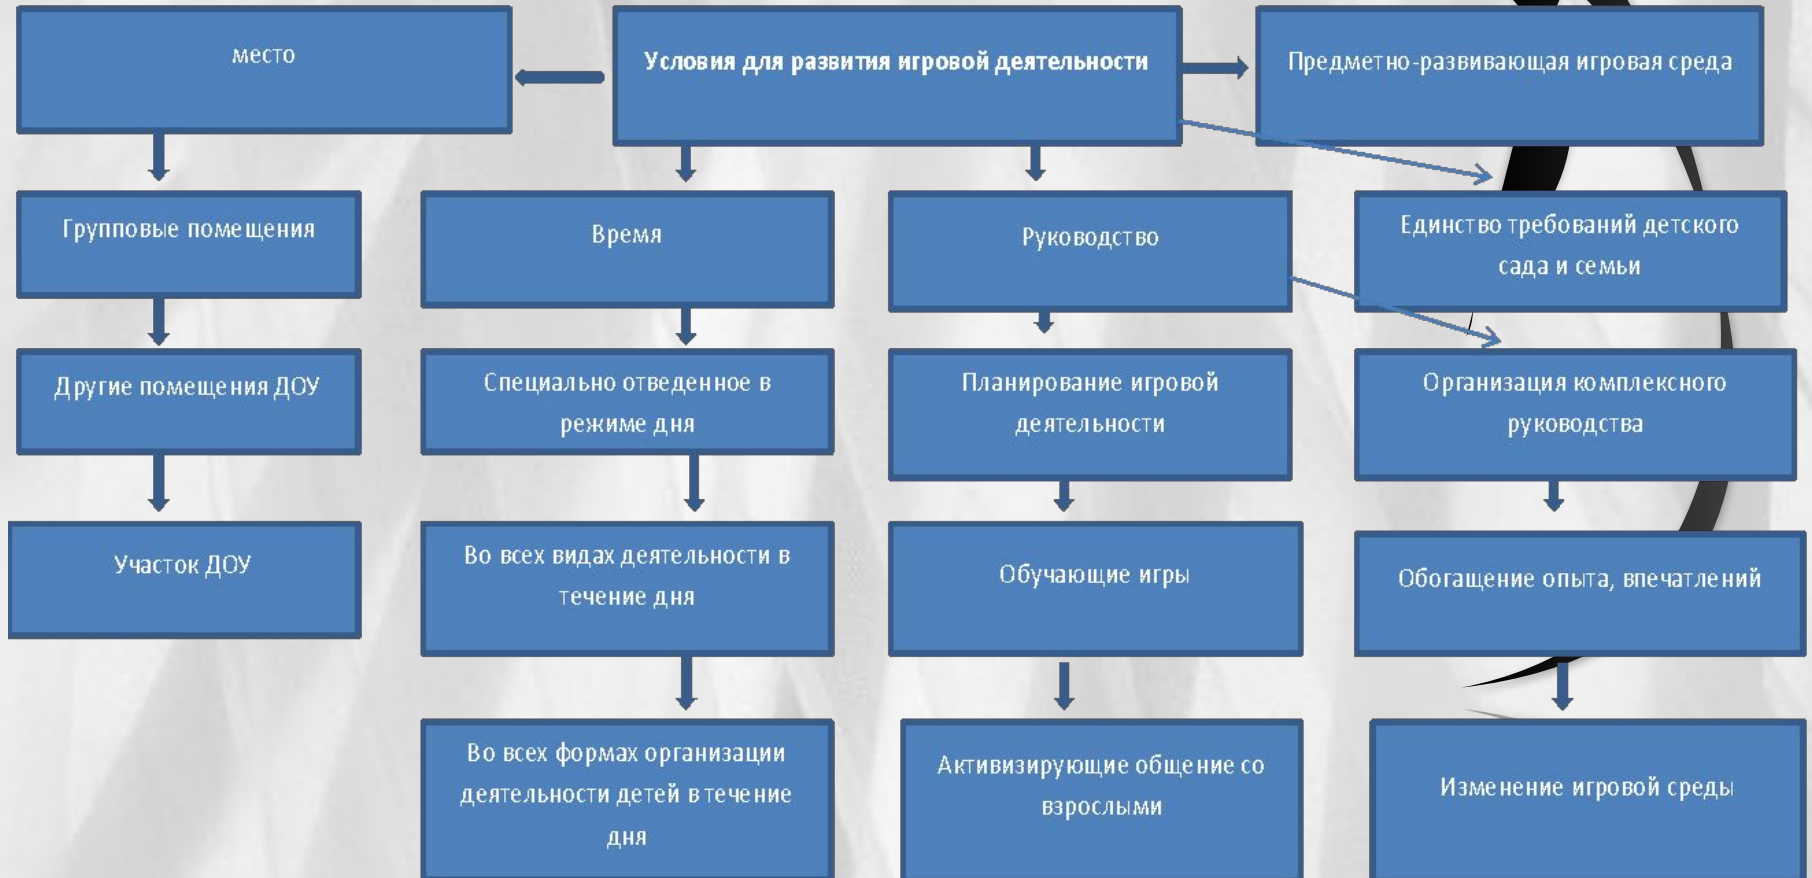 место
Условия для развития игровой деятельности
Предметно-развивающая игровая среда
Групповые помещения
Время
Руководство
Единство требований детского
сада и семьи
Другие помещения ДОУ
Специально отведенное в
режиме дня
Планирование игровой
деятельности
Организация комплексного
руководства
Участок ДОУ
Во всех видах деятельности в
течение дня
Обучающие игры
Обогащение опыта, впечатлений
Во всех формах организации
деятельности детей в течение
дня
Активизирующие общение со
взрослыми
Изменение игровой среды